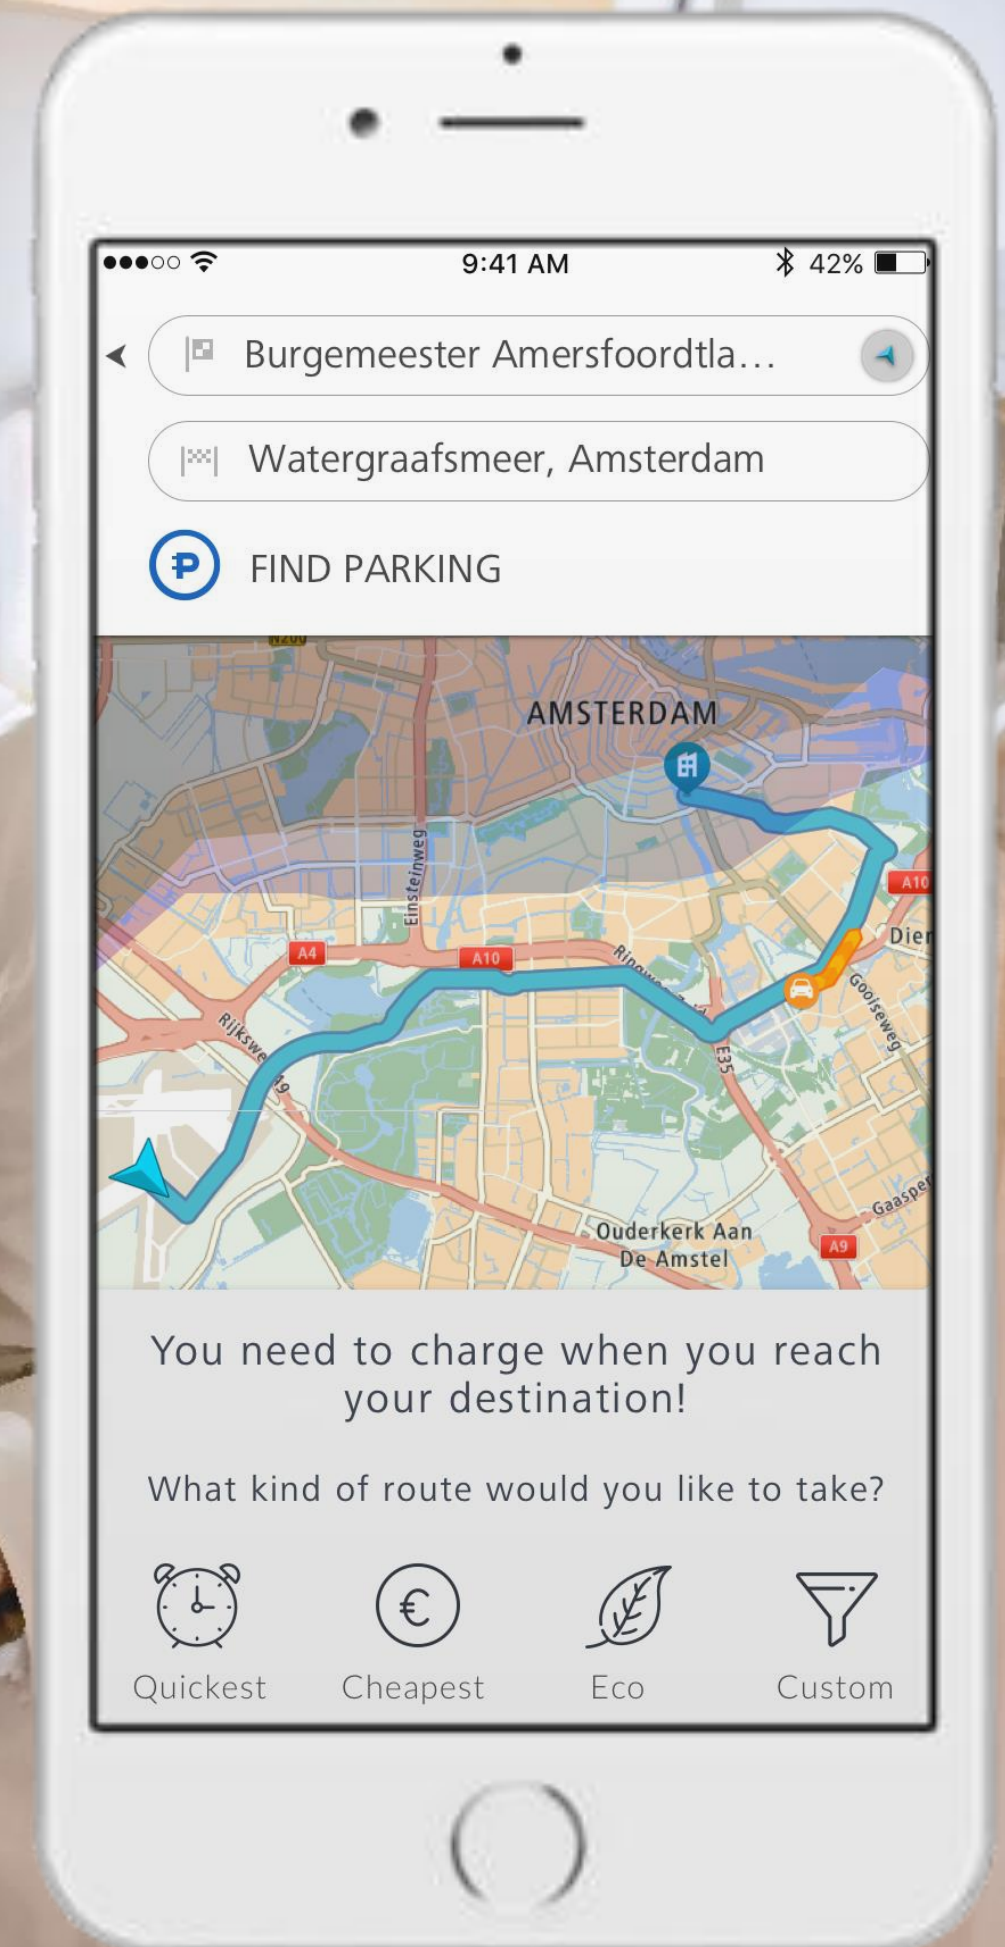 9:41 AM
42%
Burgemeester Amersfoordtla...
Watergraafsmeer, Amsterdam
P
FIND PARKING
N200
AMSTERDAM
Einsteinweg
A10
Dier
A4
A10
Gooiseweg
E35
Gaasper
Ouderkerk Aan
De Amstel
A9
You need to charge when you reach
your destination!
What kind of route would you like to take?
€
Quickest
Cheapest
Eco
Custom